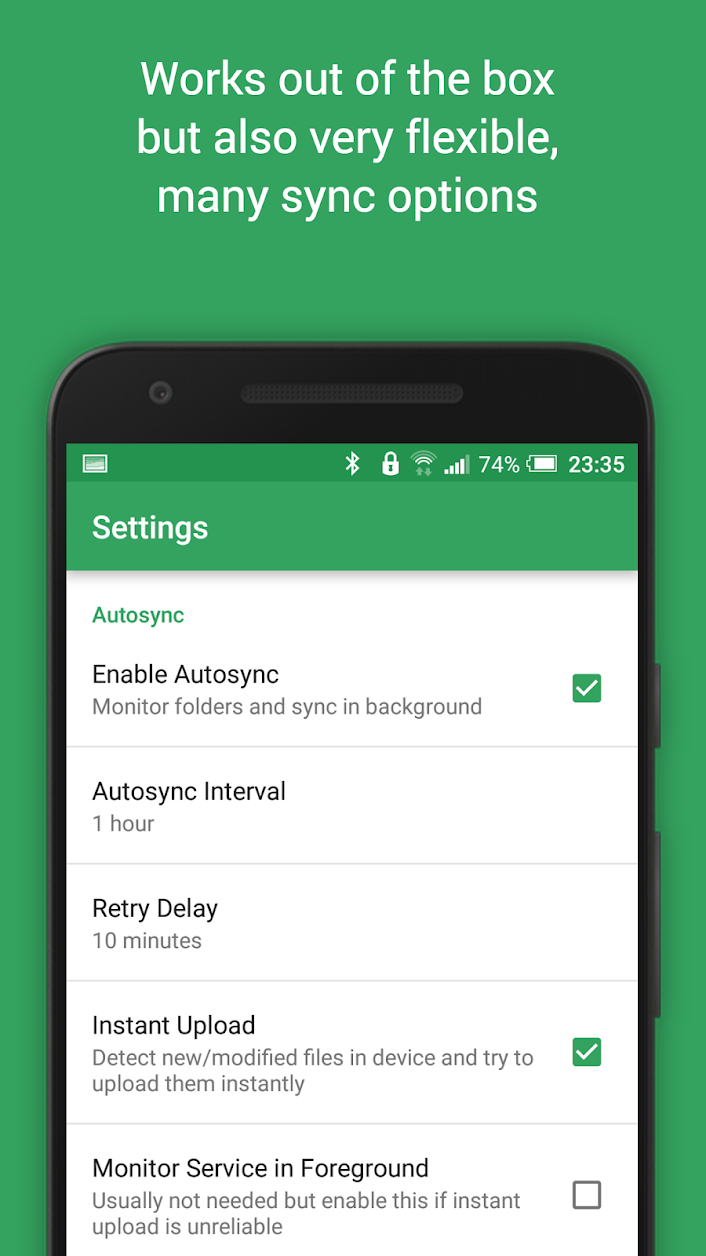 Works out of the box
but also very flexible,
many sync options
74% 23:35
Settings
Autosync
Enable Autosync
Monitor folders and sync in background
Autosync Interval
1 hour
Retry Delay
10 minutes
Instant Upload
Detect new/modified files in device and try to
upload them instantly
Monitor Service in Foreground
Usually not needed but enable this if instant
upload is unreliable